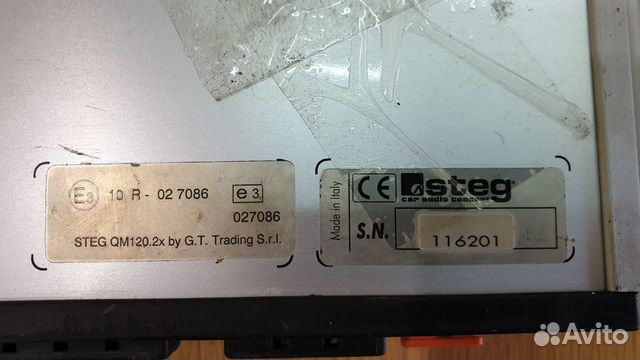 E3 10 R - 02 7086 e3
027086
STEG QM120.2x by G.T. Trading S.r.l.
Made in Italy
CE steg®
car audio concept
S.N. 116201
Avito